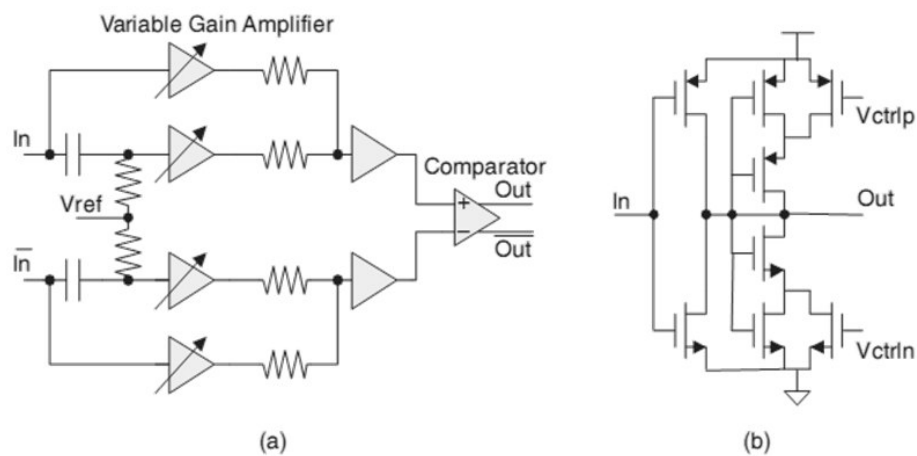 Variable Gain Amplifier
In
Vref
In
Comparator
Out
Out
+
−
(a)
Vctrlp
In
Out
Vctrln
(b)